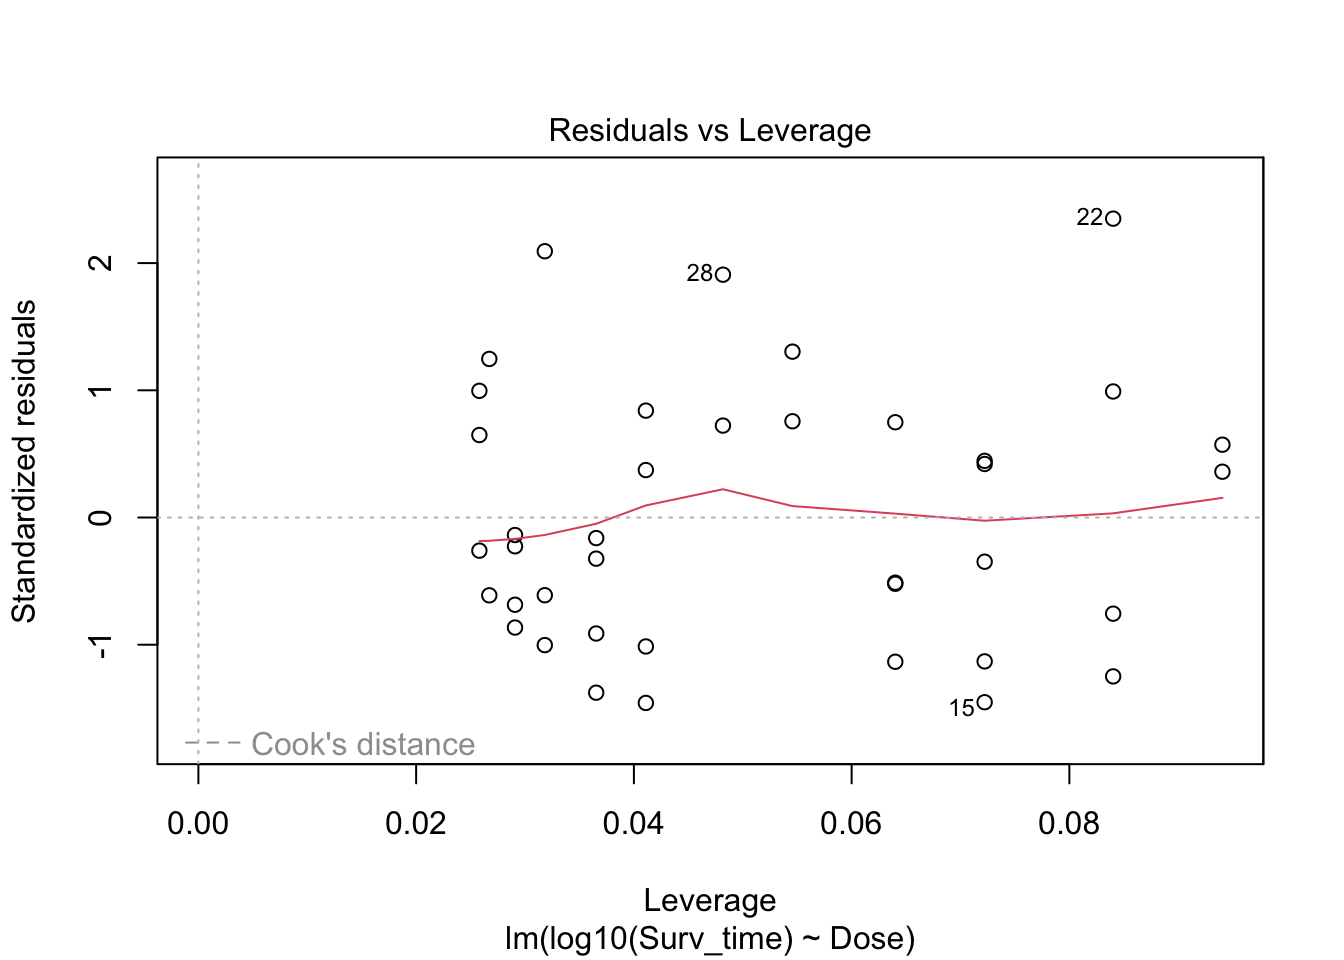 Residuals vs Leverage
Standardized residuals
2
1
0
-1
22
28
15
Cook's distance
0.00 0.02 0.04 0.06 0.08
Leverage
lm(log10(Surv_time) ~ Dose)